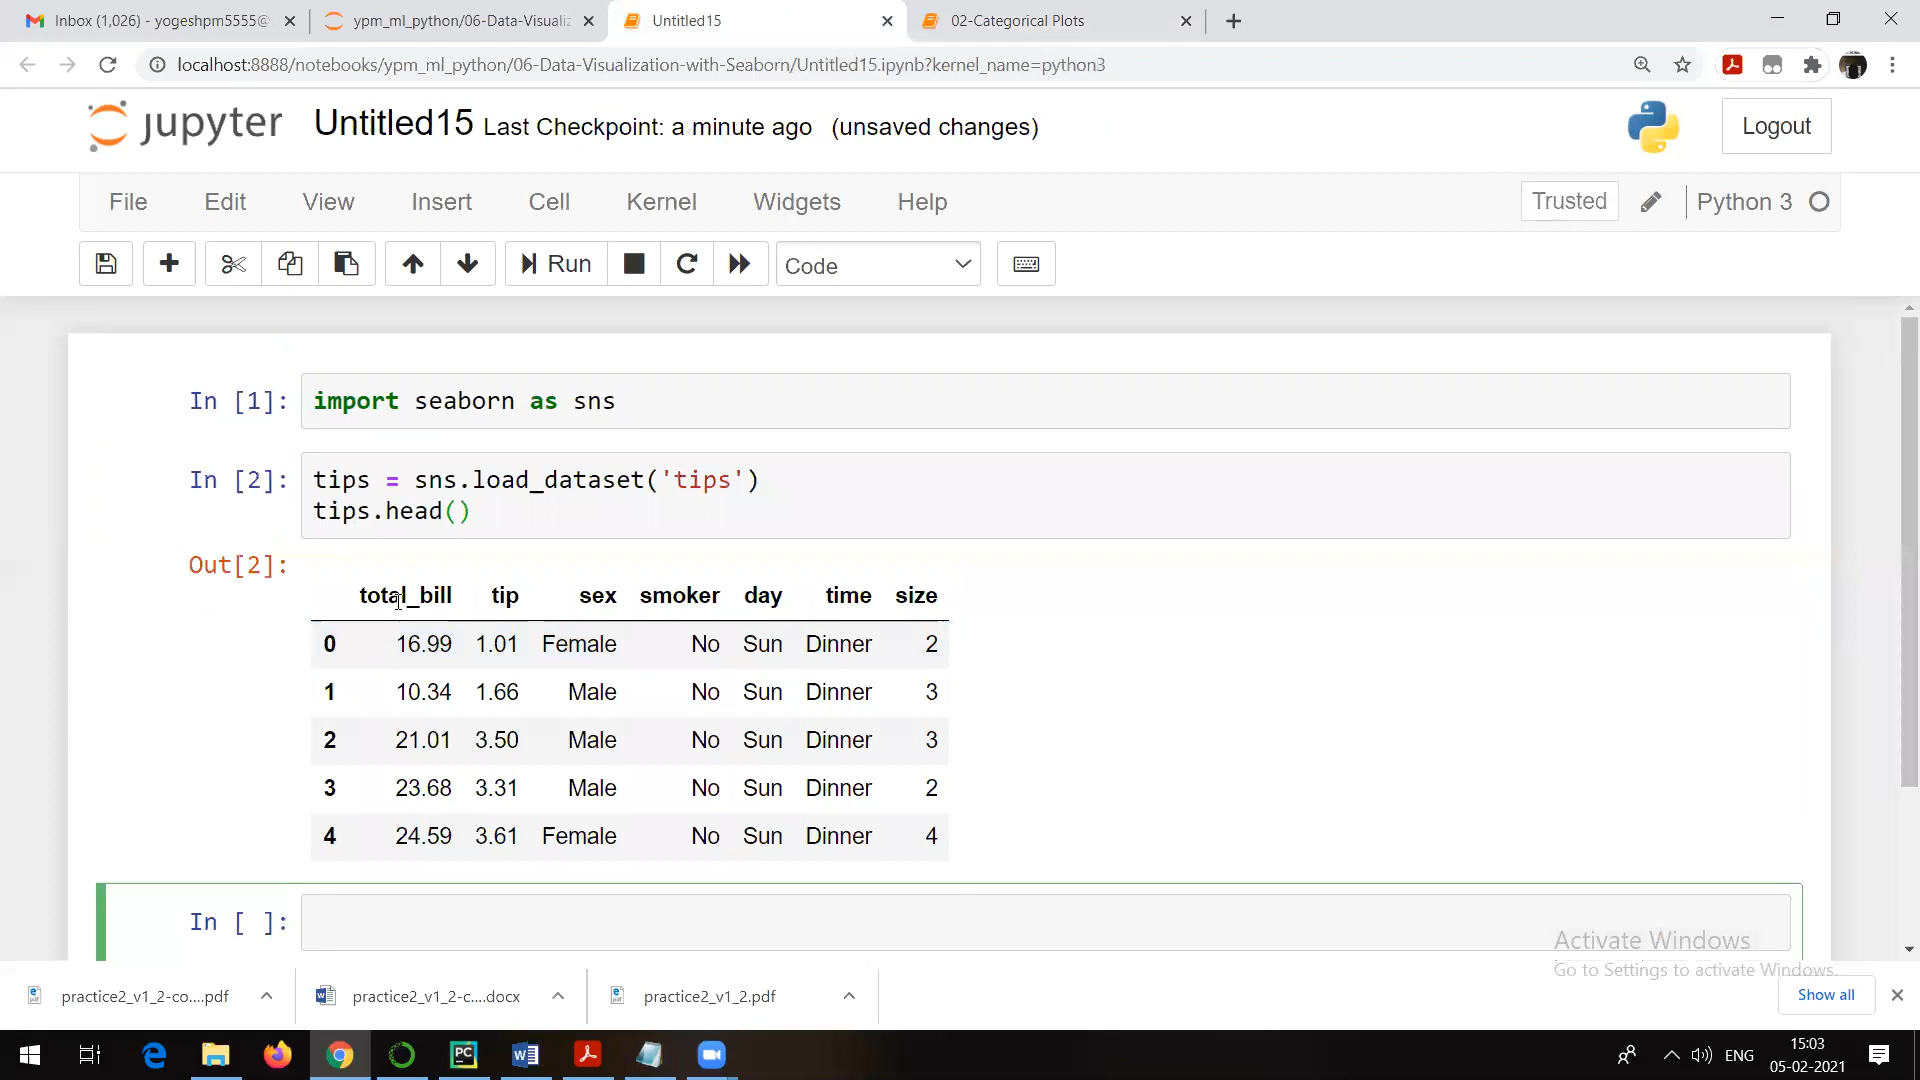 Inbox (1,026) - yogeshpm5555@
ypm_ml_python/06-Data-Visualiz
Untitled15
02-Categorical Plots
localhost:8888/notebooks/ypm_ml_python/06-Data-Visualization-with-Seaborn/Untitled15.ipynb?kernel_name=python3
jupyter Untitled15 Last Checkpoint: a minute ago (unsaved changes)
Logout
File Edit View Insert Cell Kernel Widgets Help Trusted Python 3
Run Code
In [1]: import seaborn as sns
In [2]: tips = sns.load_dataset('tips')
tips.head()
Out[2]:
total_bill tip sex smoker day time size
0 16.99 1.01 Female No Sun Dinner 2
1 10.34 1.66 Male No Sun Dinner 3
2 21.01 3.50 Male No Sun Dinner 3
3 23.68 3.31 Male No Sun Dinner 2
4 24.59 3.61 Female No Sun Dinner 4
In [ ]:
Activate Windows
Go to Settings to activate Windows.
practice2_v1_2-co....pdf
practice2_v1_2-c....docx
practice2_v1_2.pdf
Show all
ENG
15:03
05-02-2021